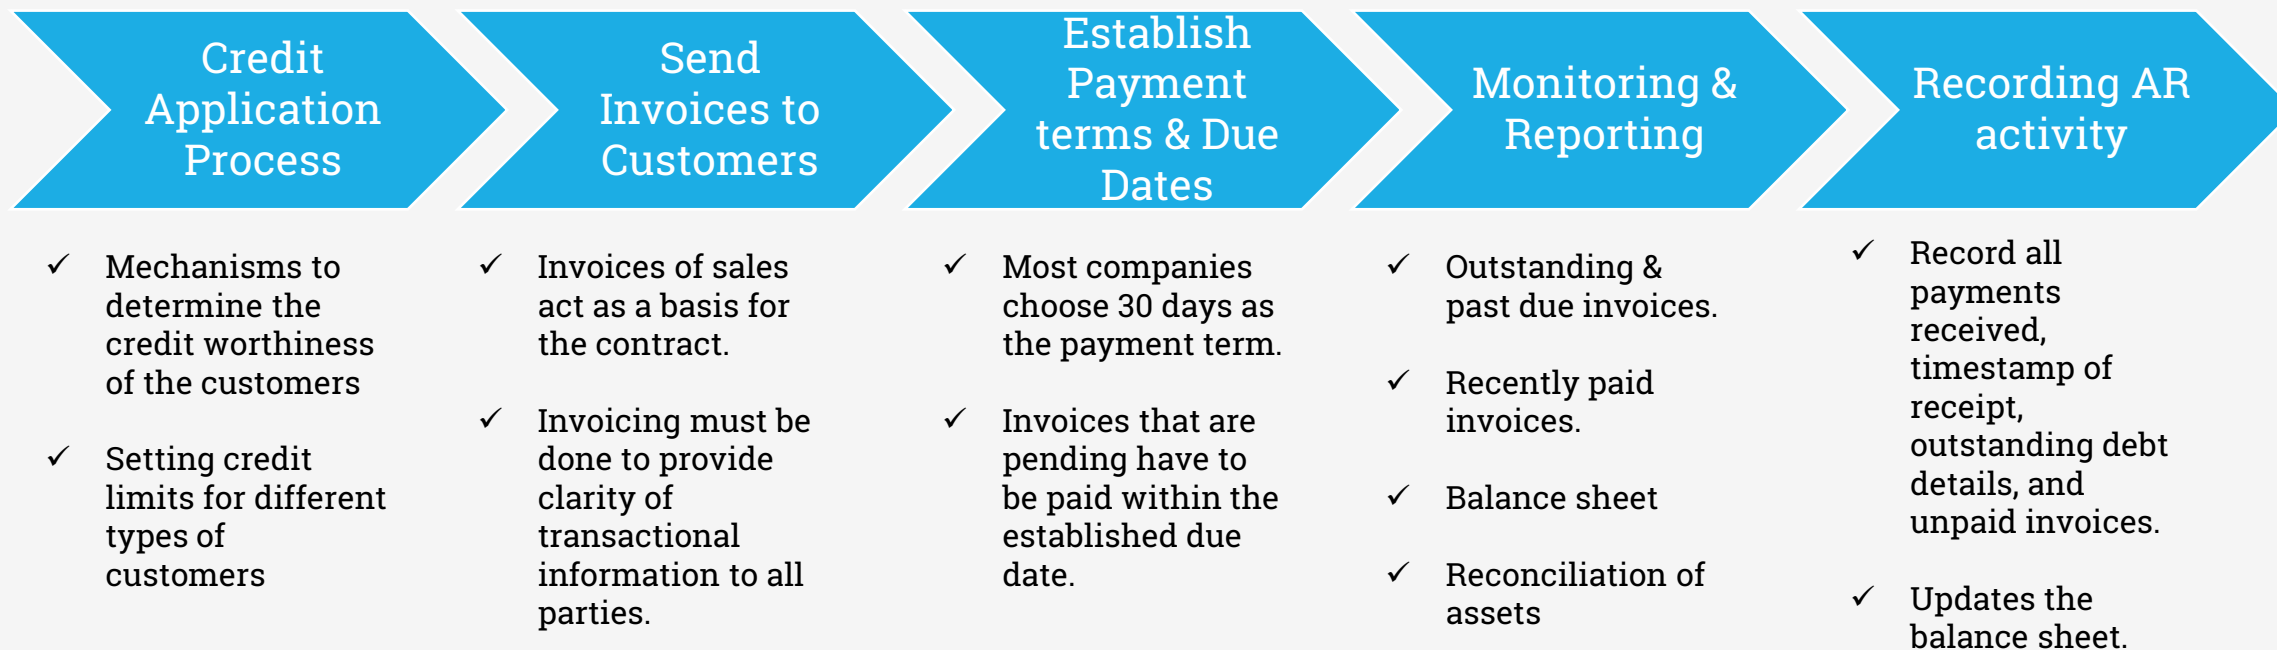 Credit
Application
Process
Send
Invoices to
Customers
Establish
Payment
terms & Due
Dates
Monitoring &
Reporting
Recording AR
activity
✓ Mechanisms to
determine the
credit worthiness
of the customers
✓ Setting credit
limits for different
types of
customers
✓ Invoices of sales
act as a basis for
the contract.
✓ Invoicing must be
done to provide
clarity of
transactional
information to all
parties.
✓ Most companies
choose 30 days as
the payment term.
✓ Invoices that are
pending have to
be paid within the
established due
date.
✓ Outstanding &
past due invoices.
✓ Recently paid
invoices.
✓ Balance sheet
✓ Reconciliation of
assets
✓ Record all
payments
received,
timestamp of
receipt,
outstanding debt
details, and
unpaid invoices.
✓ Updates the
balance sheet.